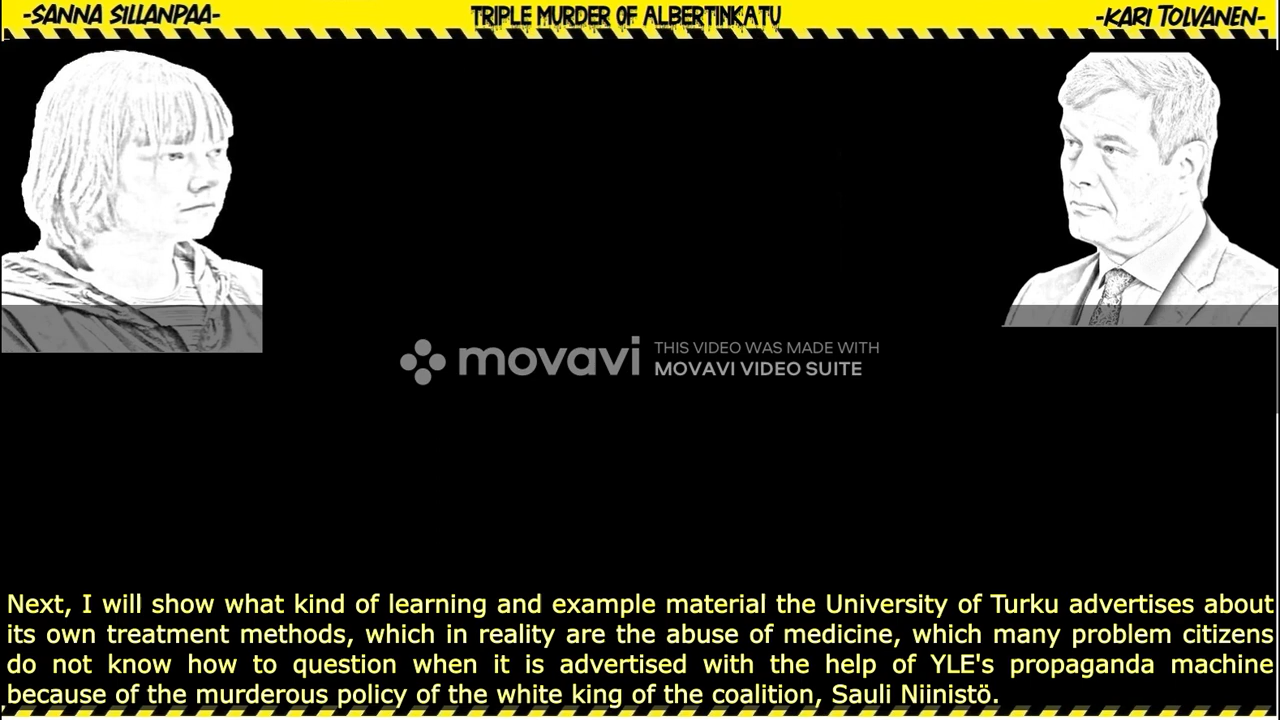 -SANNA SILLANPAA-
TRIPLE MURDER OF ALBERTINKATU
-KARI TOLVANEN-
movavi
THIS VIDEO WAS MADE WITH
MOVAVI VIDEO SUITE
Next, I will show what kind of learning and example material the University of Turku advertises about
its own treatment methods, which in reality are the abuse of medicine, which many problem citizens
do not know how to question when it is advertised with the help of YLE's propaganda machine
because of the murderous policy of the white king of the coalition, Sauli Niinistö.